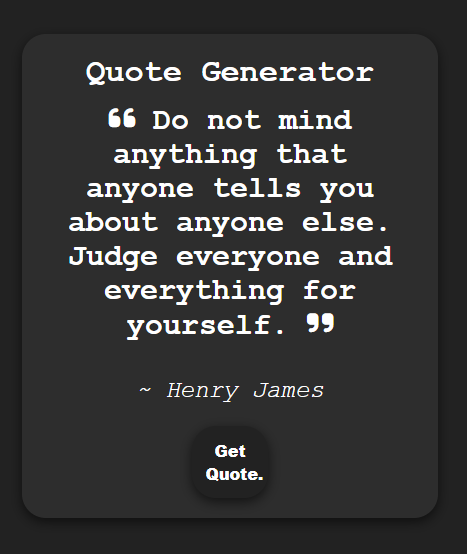 Quote Generator
❝ Do not mind
anything that
anyone tells you
about anyone else.
Judge everyone and
everything for
yourself. ❞
~ Henry James
Get
Quote.